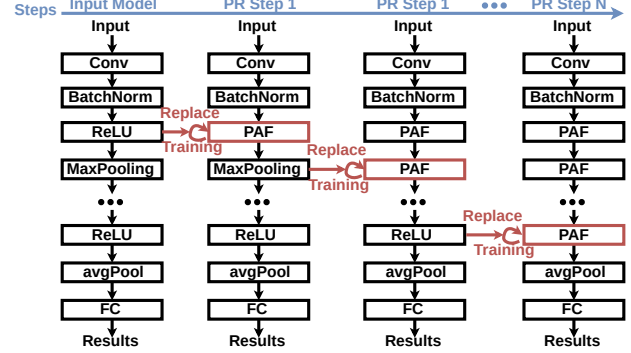 Steps Input Model PR Step 1 PR Step 1 ••• PR Step N
Input Input Input Input
Conv Conv Conv Conv
BatchNorm BatchNorm BatchNorm BatchNorm
Replace
ReLU PAF PAF PAF
Training Replace
MaxPooling MaxPooling PAF PAF
Training
••• ••• ••• •••
Replace
ReLU ReLU ReLU PAF
Training
avgPool avgPool avgPool avgPool
FC FC FC FC
Results Results Results Results